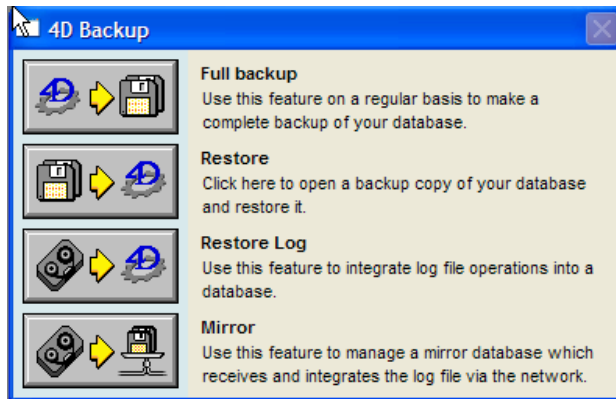 4D Backup
Full backup
Use this feature on a regular basis to make a
complete backup of your database.
Restore
Click here to open a backup copy of your database
and restore it.
Restore Log
Use this feature to integrate log file operations into a
database.
Mirror
Use this feature to manage a mirror database which
receives and integrates the log file via the network.
4D
4D
4D